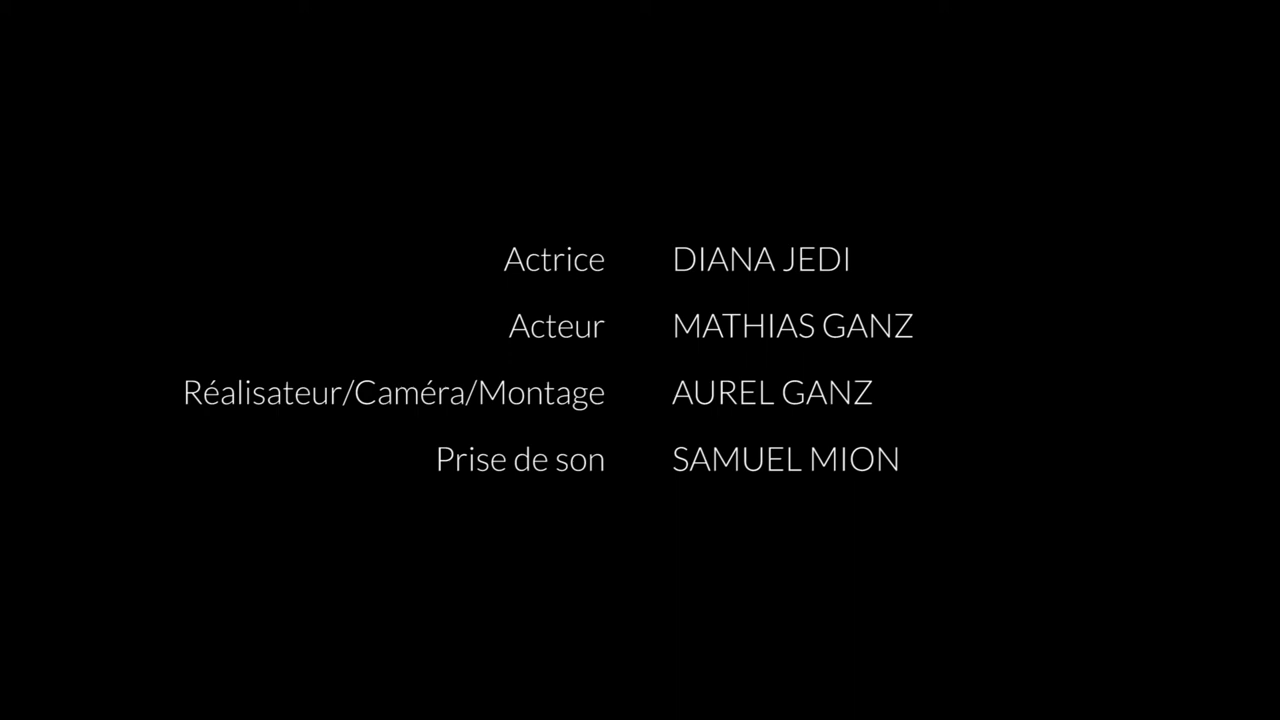 Actrice DIANA JEDI
Acteur MATHIAS GANZ
Réalisateur/Caméra/Montage AUREL GANZ
Prise de son SAMUEL MION